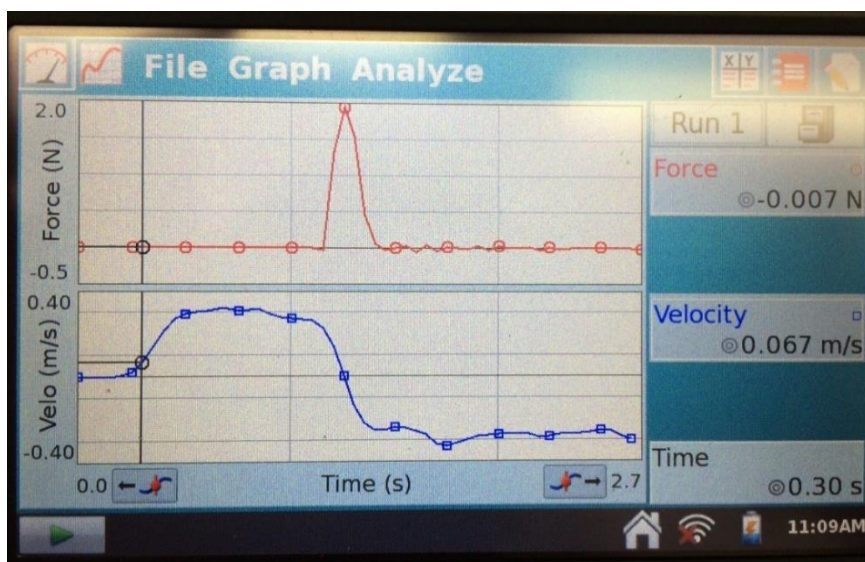 File Graph Analyze
X Y
2.0
Force (N)
-0.5
0.40
Velo (m/s)
-0.40
0.0
Time (s)
2.7
Run 1
Force
-0.007 N
Velocity
0.067 m/s
Time
0.30 s
11:09AM